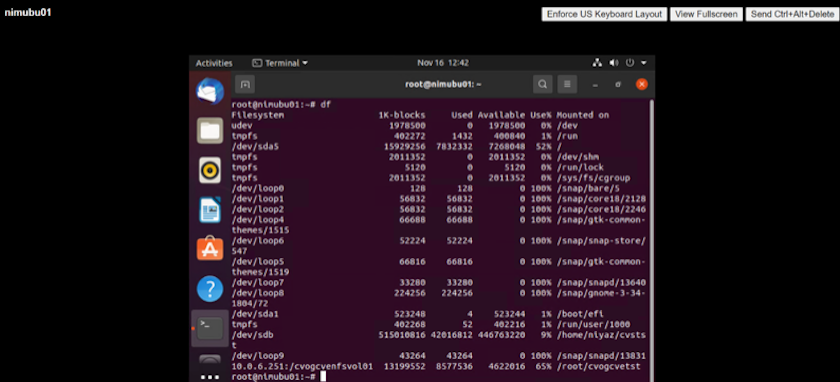 nimubu01
Enforce US Keyboard Layout View Fullscreen Send Ctrl+Alt+Delete
Activities Terminal Nov 16 12:42
root@nimubu01: ~
root@nimubu01:~# df
Filesystem 1K-blocks Used Available Use% Mounted on
udev 1978500 0 1978500 0% /dev
tmpfs 402272 1432 400840 1% /run
/dev/sda5 15929256 7832332 7268048 52% /
tmpfs 2011352 0 2011352 0% /dev/shm
tmpfs 5120 0 5120 0% /run/lock
tmpfs 2011352 0 2011352 0% /sys/fs/cgroup
/dev/loop0 128 128 0 100% /snap/bare/5
/dev/loop1 56832 56832 0 100% /snap/core18/2128
/dev/loop2 56832 56832 0 100% /snap/core18/2246
/dev/loop4 66688 66688 0 100% /snap/gtk-common-
themes/1515
/dev/loop6 52224 52224 0 100% /snap/snap-store/
547
/dev/loop5 66816 66816 0 100% /snap/gtk-common-
themes/1519
/dev/loop7 33280 33280 0 100% /snap/snapd/13640
/dev/loop8 224256 224256 0 100% /snap/gnome-3-34-
1804/72
/dev/sda1 523248 4 523244 1% /boot/efi
tmpfs 402268 52 402216 1% /run/user/1000
/dev/sdb 515010816 42016812 446763220 9% /home/niyaz/cvsts
t
/dev/loop9 43264 43264 0 100% /snap/snapd/13831
10.0.6.251:/cvogcvenfsvol01 13199552 8577536 4622016 65% /root/cvogcvetst
root@nimubu01:~#